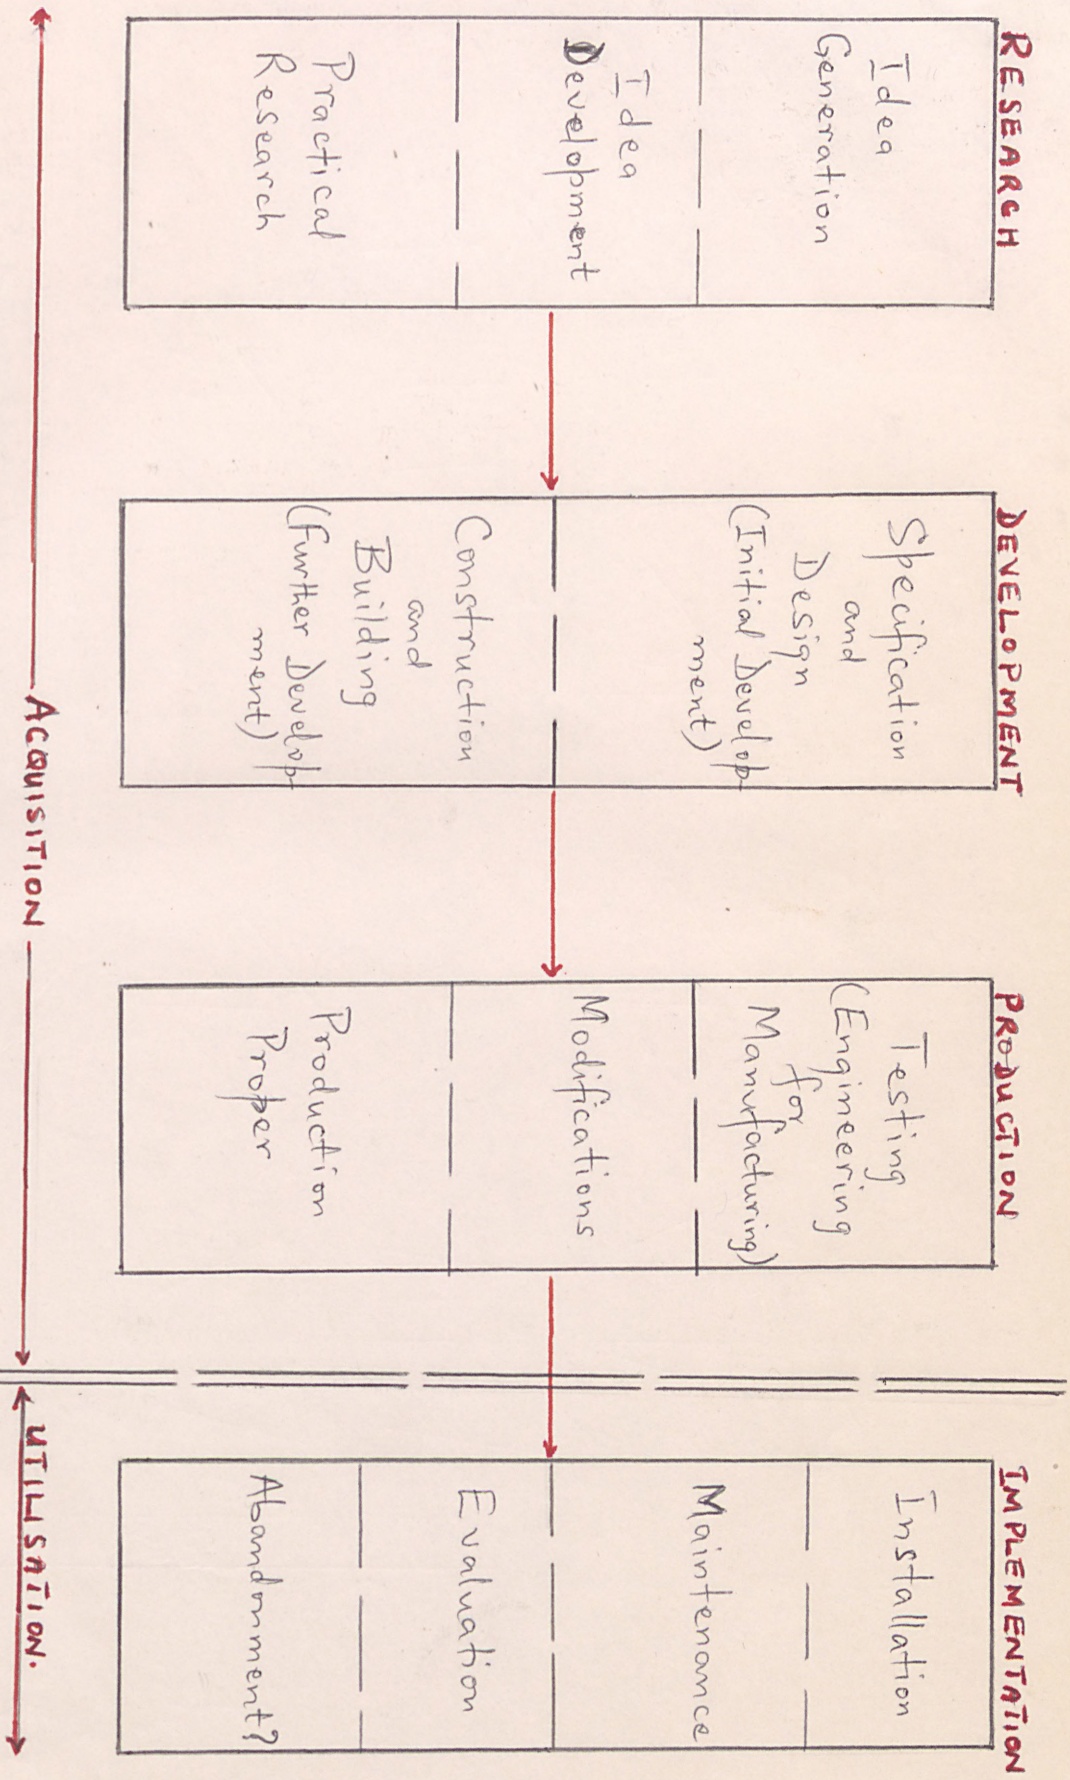 RESEARCH
Idea
Generation
Idea
Development
Practical
Research
DEVELOPMENT
Specification
and
Design
(Initial Develop
ment)
Construction
and
Building
(Further Develop
ment)
PRODUCTION
Testing
(Engineering
for
Manufacturing)
Modifications
Production
Proper
IMPLEMENTATION
Installation
Maintenance
Evaluation
Abandonment?
ACQUISITION
UTILISATION.